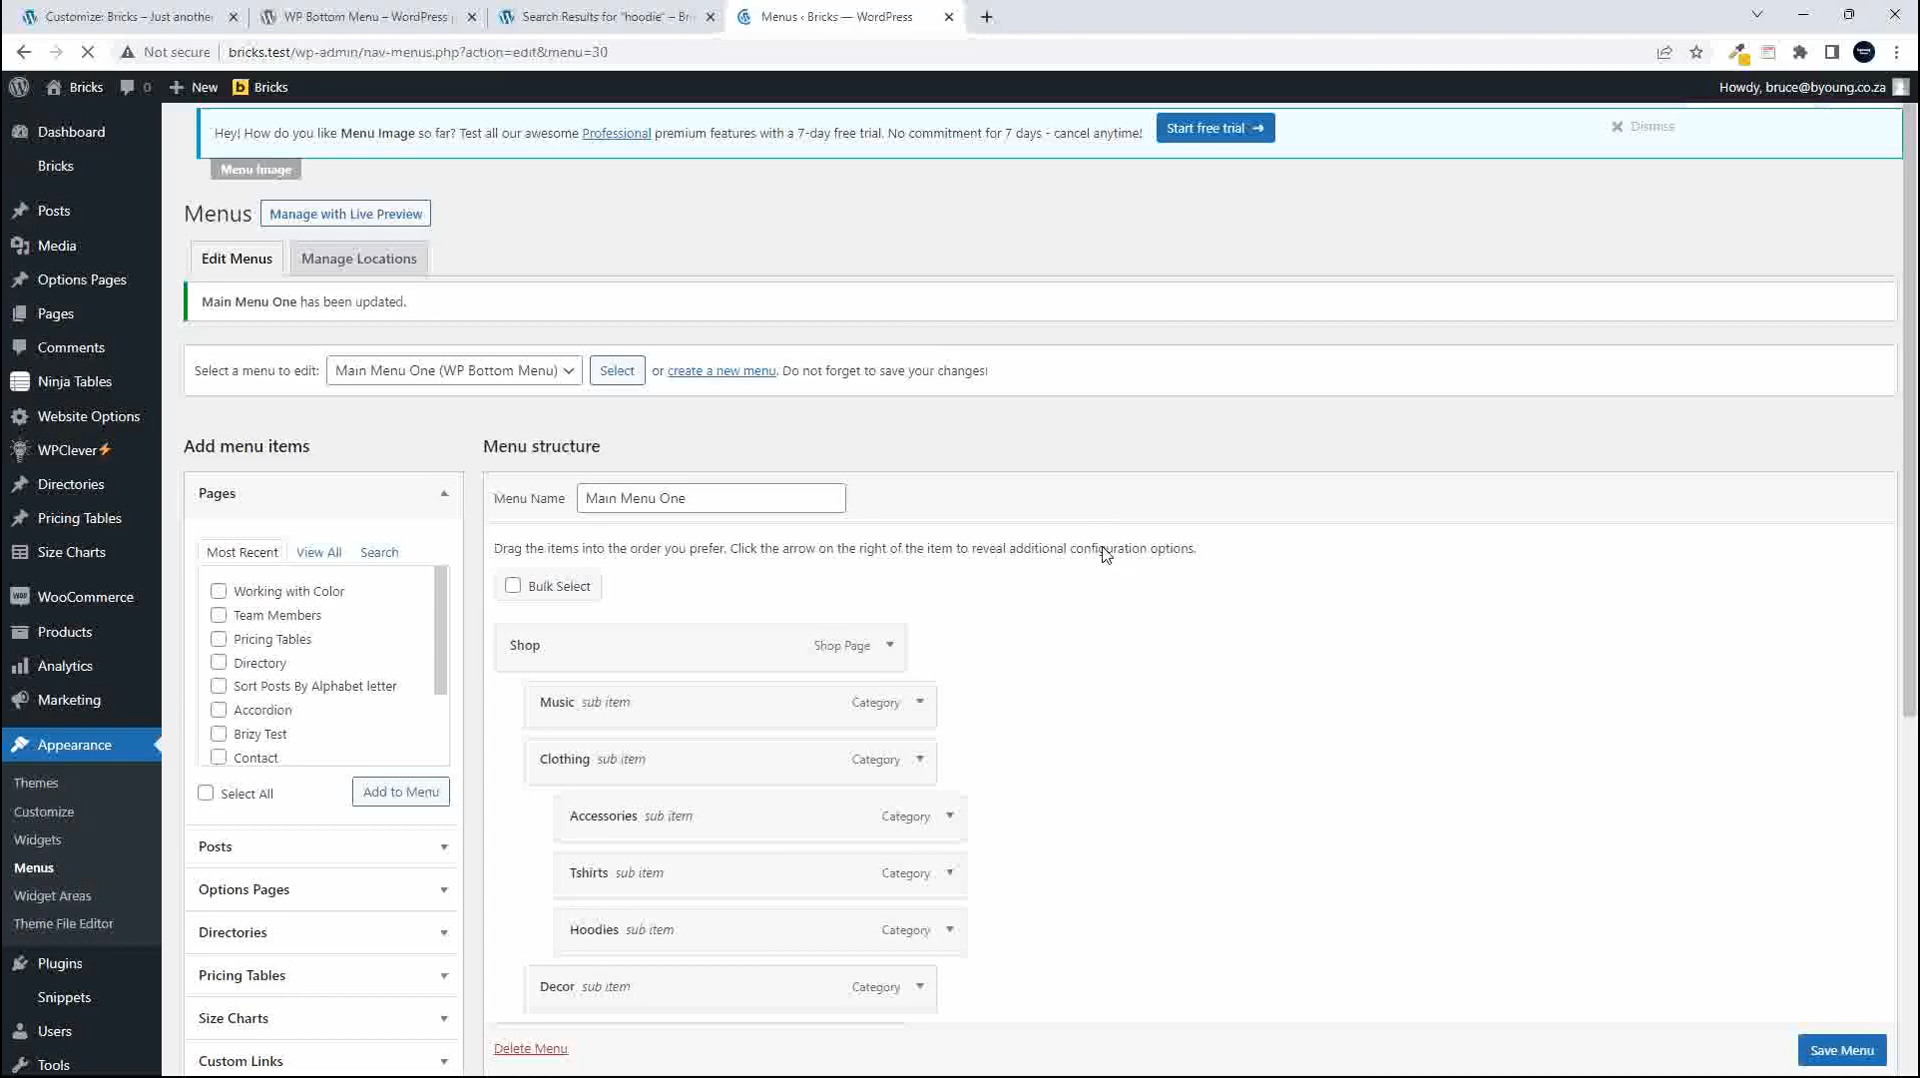 Customize: Bricks – Just another
WP Bottom Menu – WordPress
Search Results for "hoodie" – Br
Menus ‹ Bricks — WordPress
Not secure
bricks.test/wp-admin/nav-menus.php?action=edit&menu=30
Bricks
0
New
Bricks
Howdy, bruce@byoung.co.za
Dashboard
Bricks
Posts
Media
Options Pages
Pages
Comments
Ninja Tables
Website Options
WPClever
Directories
Pricing Tables
Size Charts
WooCommerce
Products
Analytics
Marketing
Appearance
Themes
Customize
Widgets
Menus
Widget Areas
Theme File Editor
Plugins
Snippets
Users
Tools
Hey! How do you like Menu Image so far? Test all our awesome Professional premium features with a 7-day free trial. No commitment for 7 days - cancel anytime!
Start free trial ➔
Dismiss
Menu Image
Menus
Manage with Live Preview
Edit Menus
Manage Locations
Main Menu One has been updated.
Select a menu to edit: Main Menu One (WP Bottom Menu) Select or create a new menu. Do not forget to save your changes!
Add menu items
Pages
Most Recent
View All
Search
Working with Color
Team Members
Pricing Tables
Directory
Sort Posts By Alphabet letter
Accordion
Brizy Test
Contact
Select All
Add to Menu
Posts
Options Pages
Directories
Pricing Tables
Size Charts
Custom Links
Menu structure
Menu Name Main Menu One
Drag the items into the order you prefer. Click the arrow on the right of the item to reveal additional configuration options.
Bulk Select
Shop Shop Page
Music sub item Category
Clothing sub item Category
Accessories sub item Category
Tshirts sub item Category
Hoodies sub item Category
Decor sub item Category
Delete Menu
Save Menu